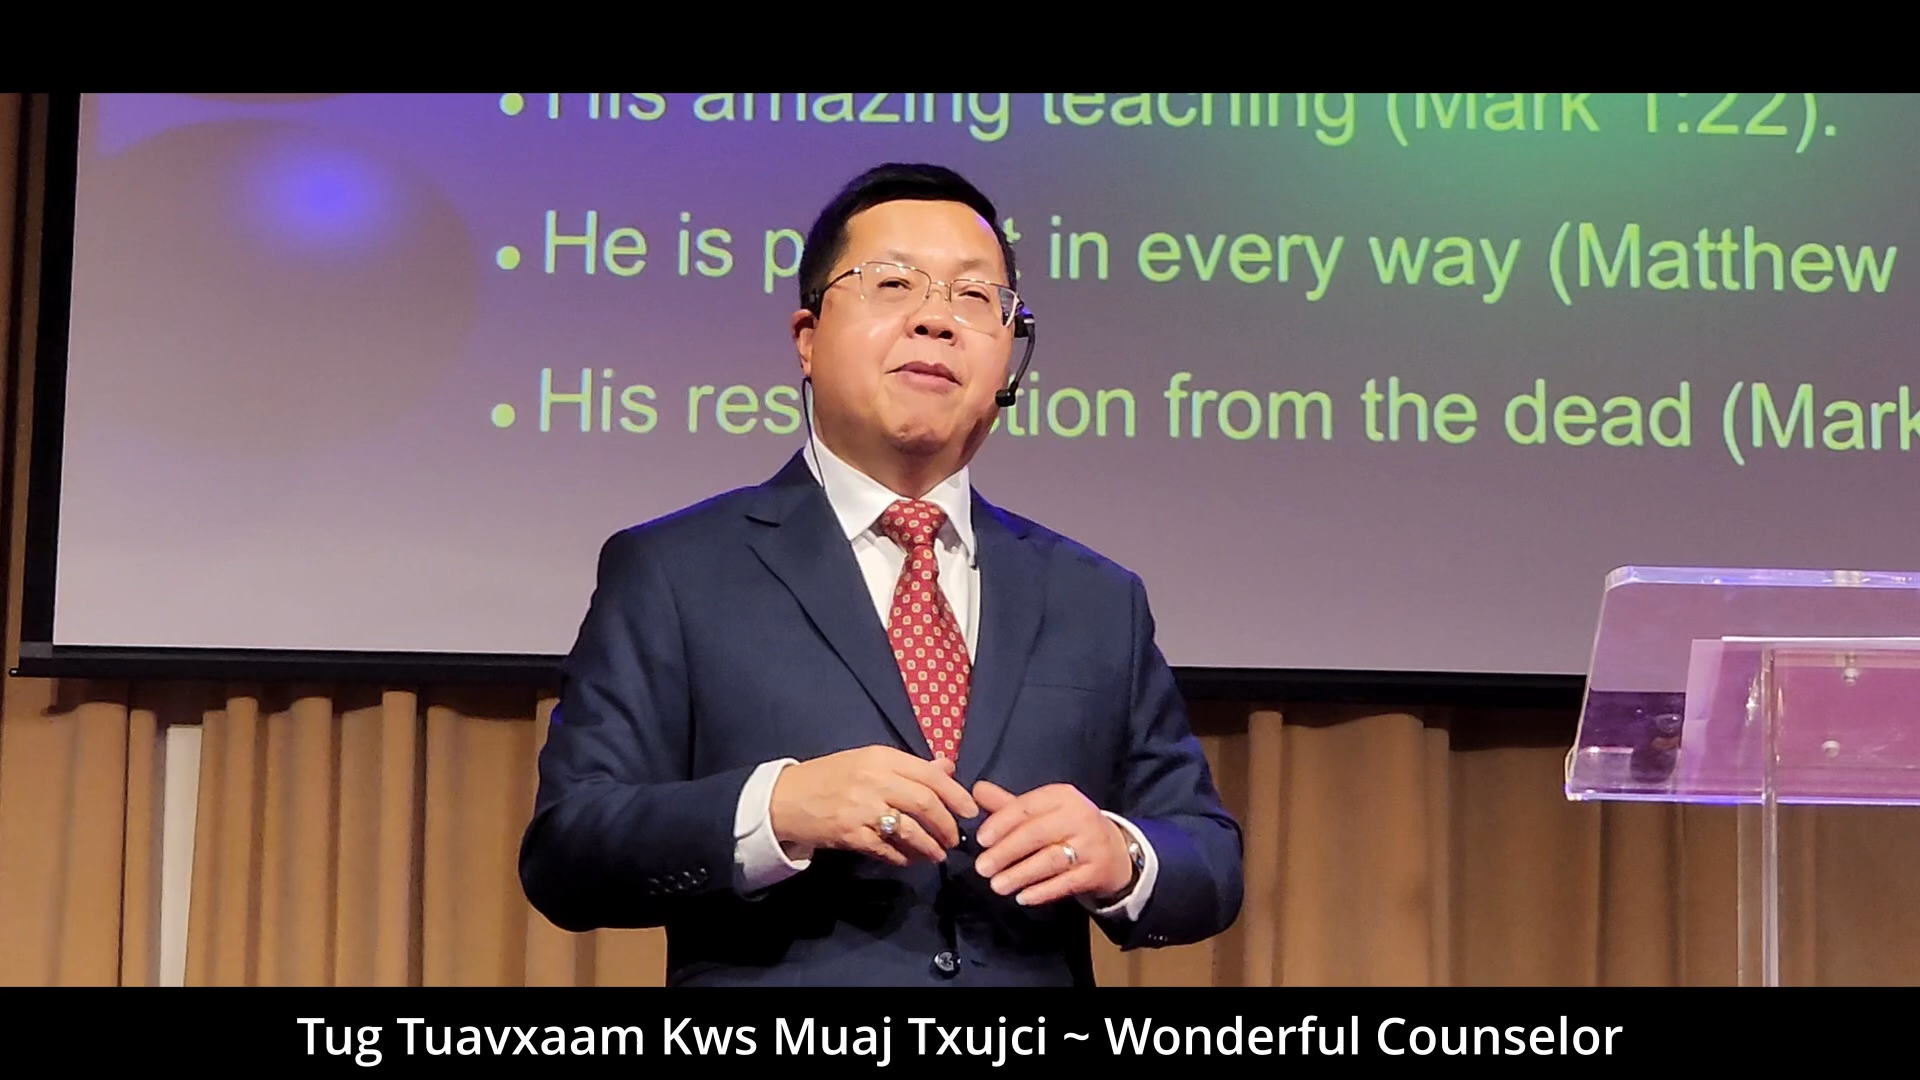 • His amazing teaching (Mark 1:22).
• He is p t in every way (Matthew
• His res tion from the dead (Mark
Tug Tuavxaam Kws Muaj Txujci ~ Wonderful Counselor